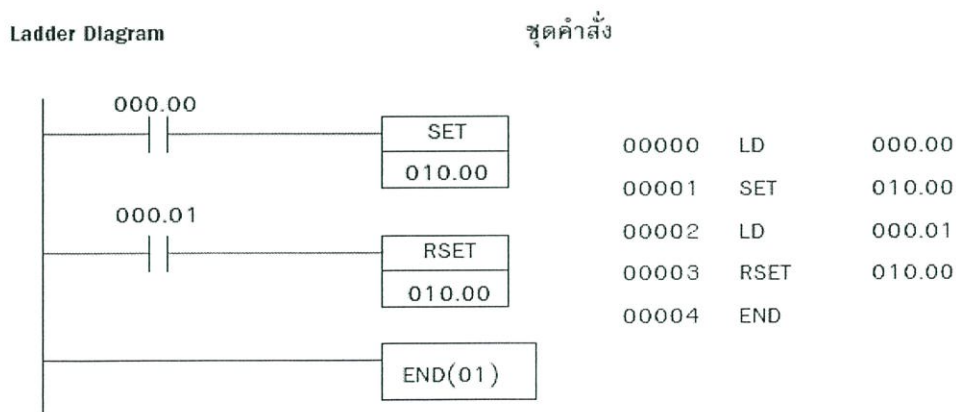 Ladder Diagram
ชุดคำสั่ง
000.00
SET
010.00
000.01
RSET
010.00
END(01)
00000 LD 000.00
00001 SET 010.00
00002 LD 000.01
00003 RSET 010.00
00004 END